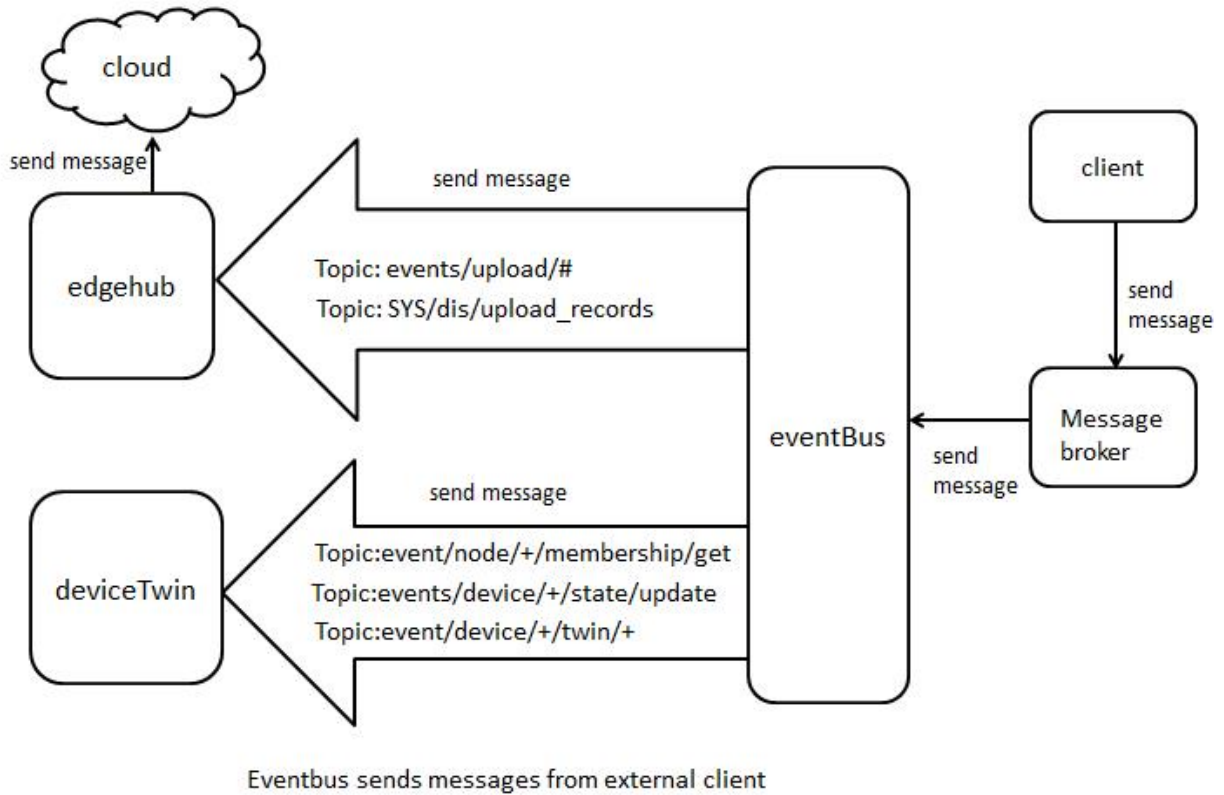 cloud
send message
send message
client
edgehub
Topic: events/upload/#
Topic: SYS/dis/upload_records
send
message
eventBus
Message
broker
send
message
send message
deviceTwin
Topic:event/node/+/membership/get
Topic:events/device/+/state/update
Topic:event/device/+/twin/+
Eventbus sends messages from external client